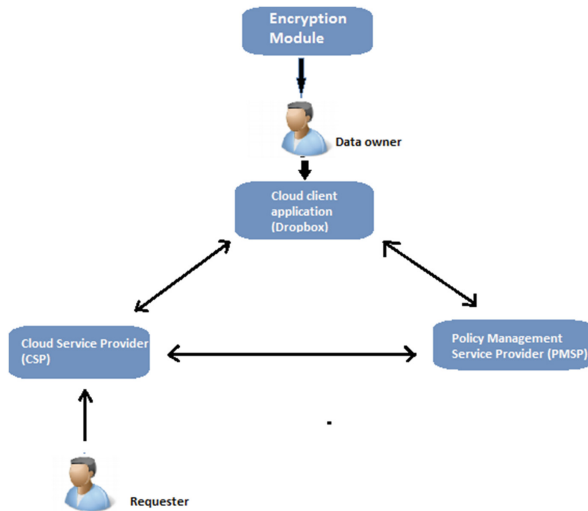 Encryption
Module
Data owner
Cloud client
application
(Dropbox)
Cloud Service Provider
(CSP)
Policy Management
Service Provider (PMSP)
Requester